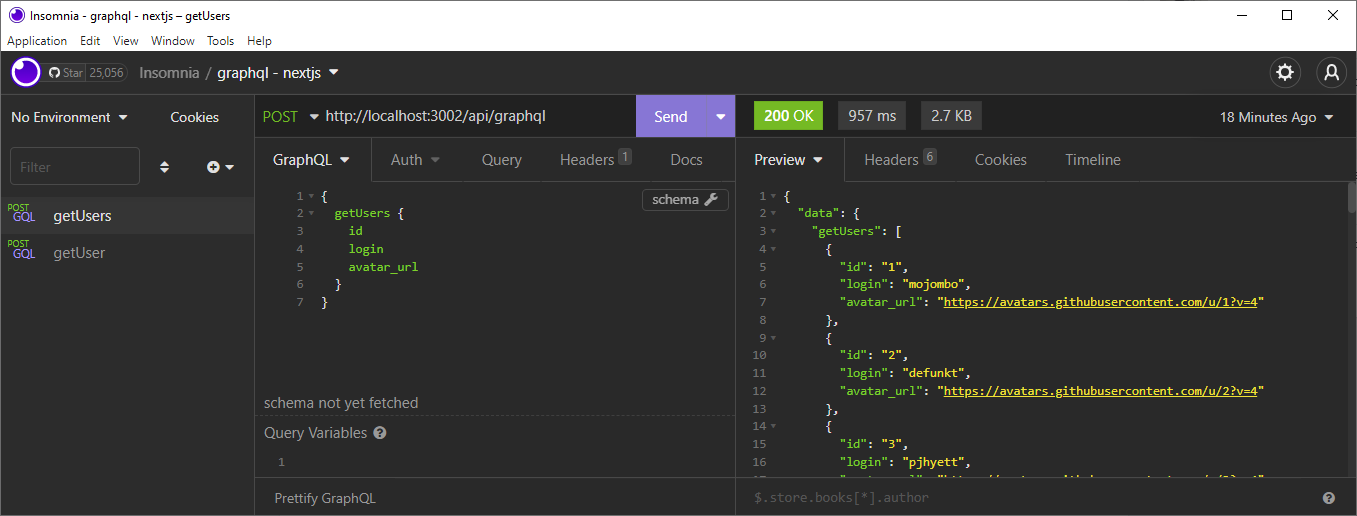 Insomnia - graphql - nextjs – getUsers
Application Edit View Window Tools Help
Star 25,056 Insomnia / graphql - nextjs
No Environment Cookies
Filter
POST GQL getUsers
POST GQL getUser
POST http://localhost:3002/api/graphql Send
GraphQL Auth Query Headers 1 Docs
schema
1 {
2 getUsers {
3 id
4 login
5 avatar_url
6 }
7 }
schema not yet fetched
Query Variables ?
1
Prettify GraphQL
200 OK 957 ms 2.7 KB 18 Minutes Ago
Preview Headers 6 Cookies Timeline
1 {
2 "data": {
3 "getUsers": [
4 {
5 "id": "1",
6 "login": "mojombo",
7 "avatar_url": "https://avatars.githubusercontent.com/u/1?v=4"
8 },
9 {
10 "id": "2",
11 "login": "defunkt",
12 "avatar_url": "https://avatars.githubusercontent.com/u/2?v=4"
13 },
14 {
15 "id": "3",
16 "login": "pjhyett",
$.store.books[*].author ?